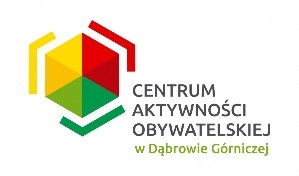 CENTRUM
AKTYWNOŚCI
OBYWATELSKIEJ
w Dąbrowie Górniczej